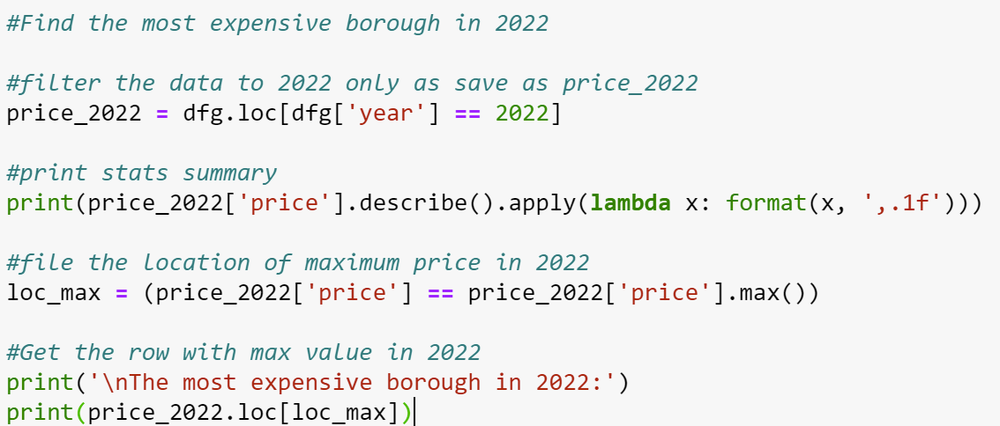 #Find the most expensive borough in 2022
#filter the data to 2022 only as save as price_2022
price_2022 = dfg.loc[dfg['year'] == 2022]
#print stats summary
print(price_2022['price'].describe().apply(lambda x: format(x, ',.1f')))
#file the location of maximum price in 2022
loc_max = (price_2022['price'] == price_2022['price'].max())
#Get the row with max value in 2022
print('\nThe most expensive borough in 2022:')
print(price_2022.loc[loc_max])